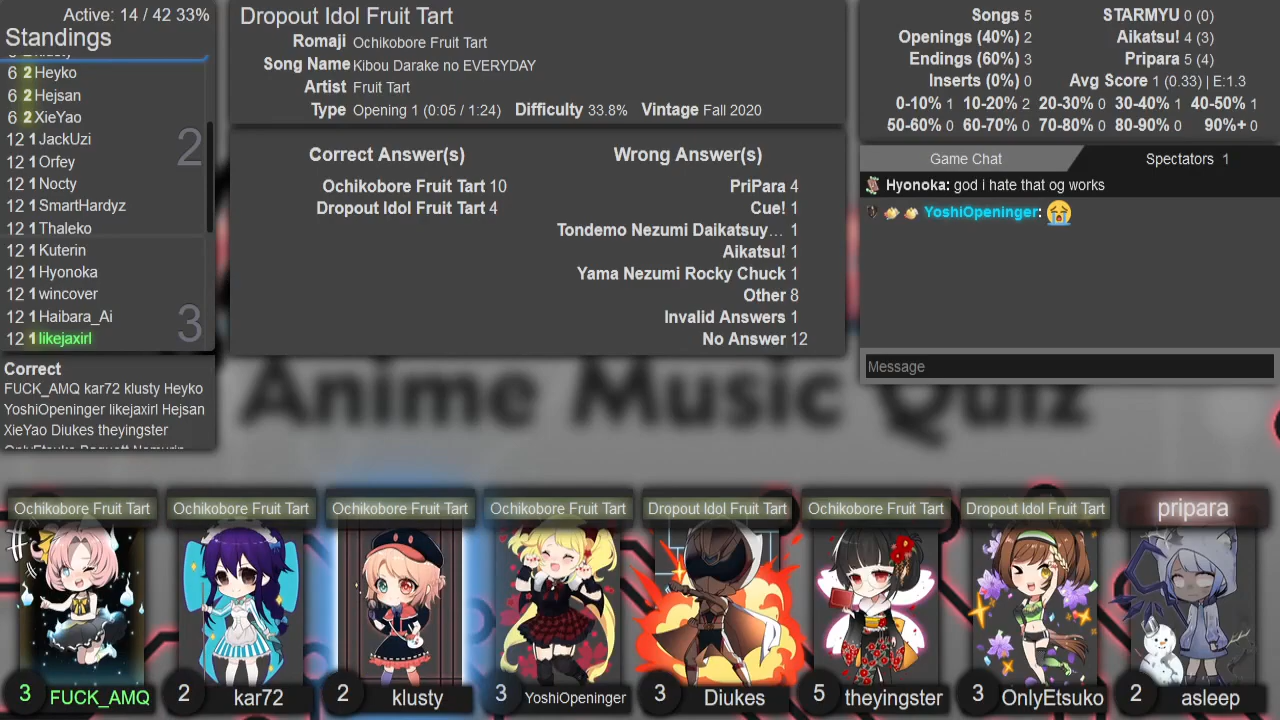 Active: 14 / 42 33%
Standings
6 2 Heyko
6 2 Hejsan
6 2 XieYao
12 1 JackUzi
12 1 Orfey
2
12 1 Nocty
12 1 SmartHardyz
12 1 Thaleko
12 1 Kuterin
12 1 Hyonoka
12 1 wincover
12 1 Haibara_Ai
3
12 1 likejaxirl
Correct
FUCK_AMQ kar72 klusty Heyko
YoshiOpeninger likejaxirl Hejsan
XieYao Diukes theyingster
Dropout Idol Fruit Tart
Romaji Ochikobore Fruit Tart
Song Name Kibou Darake no EVERYDAY
Artist Fruit Tart
Type Opening 1 (0:05 / 1:24) Difficulty 33.8% Vintage Fall 2020
Correct Answer(s)
Ochikobore Fruit Tart 10
Dropout Idol Fruit Tart 4
Wrong Answer(s)
PriPara 4
Cue! 1
Tondemo Nezumi Daikatsuy… 1
Aikatsu! 1
Yama Nezumi Rocky Chuck 1
Other 8
Invalid Answers 1
No Answer 12
Songs 5 STARMYU 0 (0)
Openings (40%) 2 Aikatsu! 4 (3)
Endings (60%) 3 Pripara 5 (4)
Inserts (0%) 0 Avg Score 1 (0.33) | E:1.3
0-10% 1 10-20% 2 20-30% 0 30-40% 1 40-50% 1
50-60% 0 60-70% 0 70-80% 0 80-90% 0 90%+ 0
Game Chat Spectators 1
Hyonoka: god i hate that og works
YoshiOpeninger: 😭
Message
Anime Music Quiz
Ochikobore Fruit Tart Ochikobore Fruit Tart Ochikobore Fruit Tart Ochikobore Fruit Tart Dropout Idol Fruit Tart Ochikobore Fruit Tart Dropout Idol Fruit Tart pripara
3 FUCK_AMQ 2 kar72 2 klusty 3 YoshiOpeninger 3 Diukes 5 theyingster 3 OnlyEtsuko 2 asleep